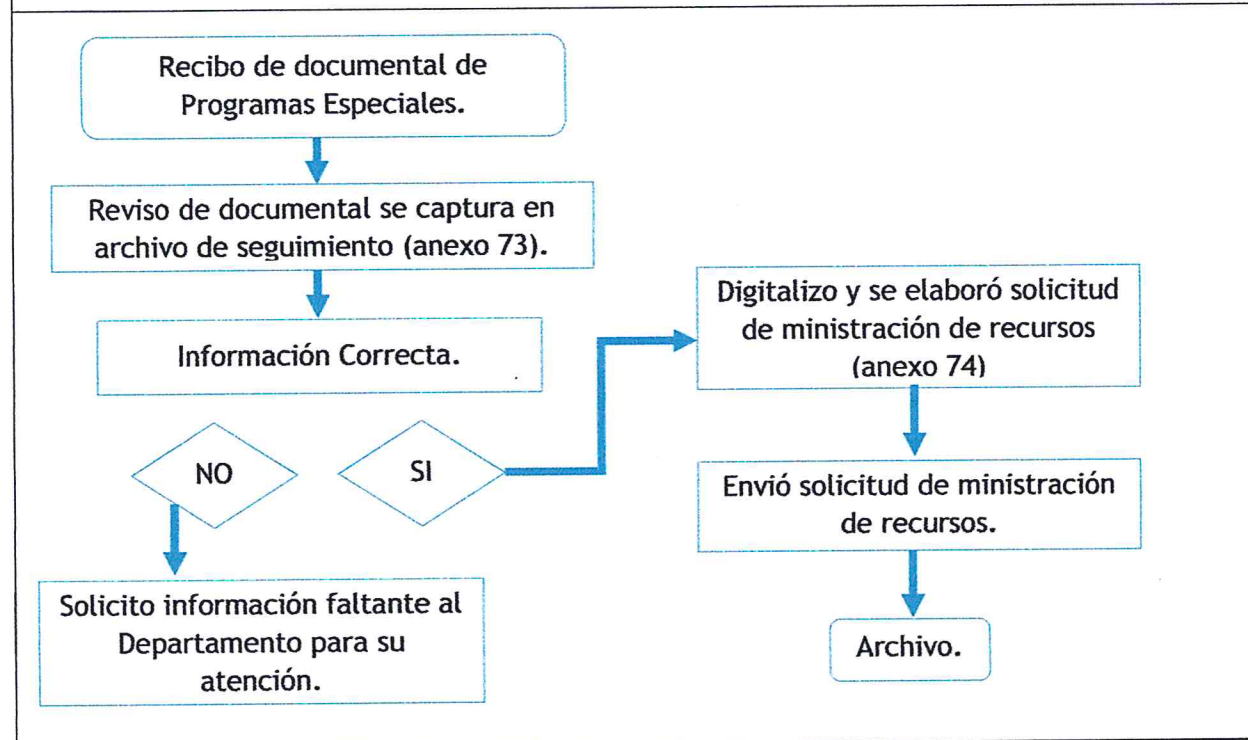 Recibo de documental de
Programas Especiales.
Reviso de documental se captura en
archivo de seguimiento (anexo 73).
Información Correcta.
NO
SI
Solicito información faltante al
Departamento para su
atención.
Digitalizo y se elaboró solicitud
de ministración de recursos
(anexo 74)
Envió solicitud de ministración
de recursos.
Archivo.